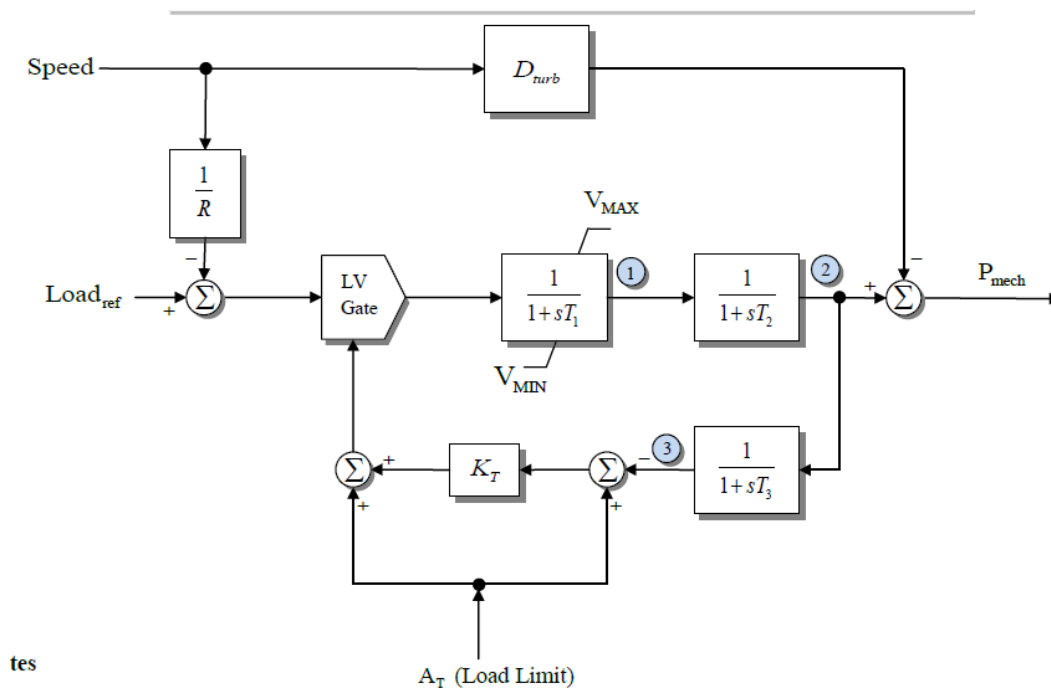 Speed
D_turb
1
R
−
Load_ref
+
Σ
LV
Gate
V_MAX
1
1+sT_1
V_MIN
1
1
1+sT_2
2
+
−
Σ
P_mech
Σ
+
+
K_T
Σ
−
+
3
1
1+sT_3
A_T (Load Limit)
tes